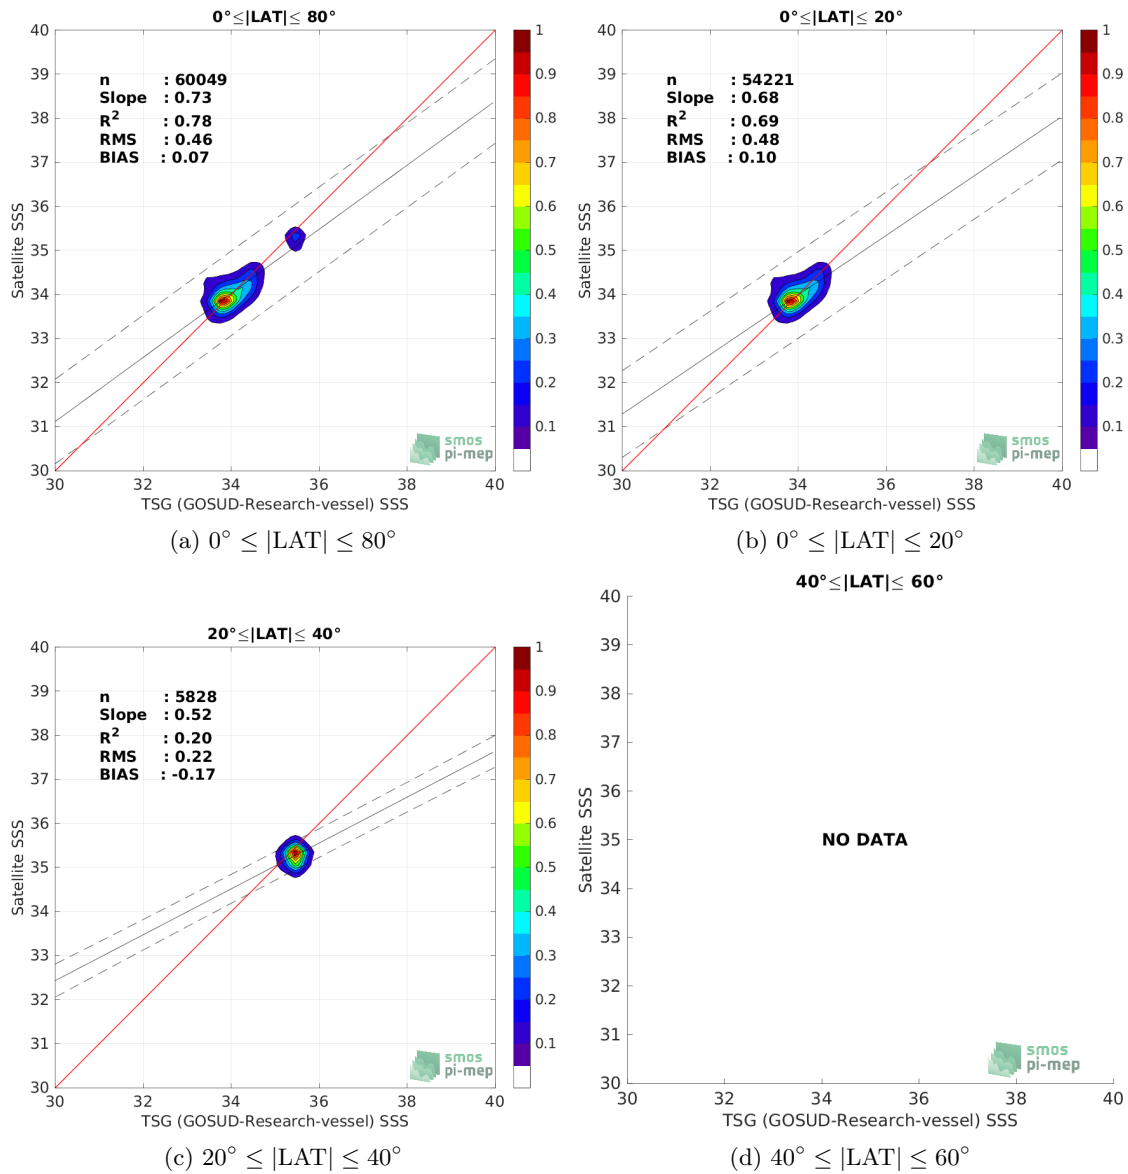 0°≤|LAT|≤ 80°
40
39
38
37
36
35
34
33
32
31
30
Satellite SSS
n : 60049
Slope : 0.73
R² : 0.78
RMS : 0.46
BIAS : 0.07
smos
pi-mep
30 32 34 36 38 40
TSG (GOSUD-Research-vessel) SSS
1
0.9
0.8
0.7
0.6
0.5
0.4
0.3
0.2
0.1
(a) 0° ≤ |LAT| ≤ 80°
0°≤|LAT|≤ 20°
40
39
38
37
36
35
34
33
32
31
30
Satellite SSS
n : 54221
Slope : 0.68
R² : 0.69
RMS : 0.48
BIAS : 0.10
smos
pi-mep
30 32 34 36 38 40
TSG (GOSUD-Research-vessel) SSS
1
0.9
0.8
0.7
0.6
0.5
0.4
0.3
0.2
0.1
(b) 0° ≤ |LAT| ≤ 20°
20°≤|LAT|≤ 40°
40
39
38
37
36
35
34
33
32
31
30
Satellite SSS
n : 5828
Slope : 0.52
R² : 0.20
RMS : 0.22
BIAS : -0.17
smos
pi-mep
30 32 34 36 38 40
TSG (GOSUD-Research-vessel) SSS
1
0.9
0.8
0.7
0.6
0.5
0.4
0.3
0.2
0.1
(c) 20° ≤ |LAT| ≤ 40°
40°≤|LAT|≤ 60°
40
39
38
37
36
35
34
33
32
31
30
Satellite SSS
NO DATA
smos
pi-mep
30 32 34 36 38 40
TSG (GOSUD-Research-vessel) SSS
(d) 40° ≤ |LAT| ≤ 60°